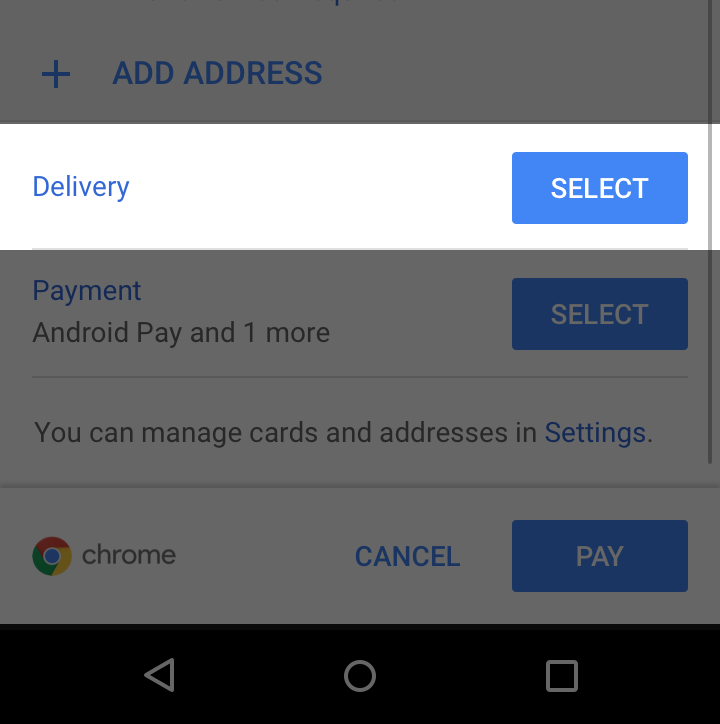 ADD ADDRESS
Delivery
SELECT
Payment
SELECT
Android Pay and 1 more
You can manage cards and addresses in Settings.
chrome
CANCEL
PAY